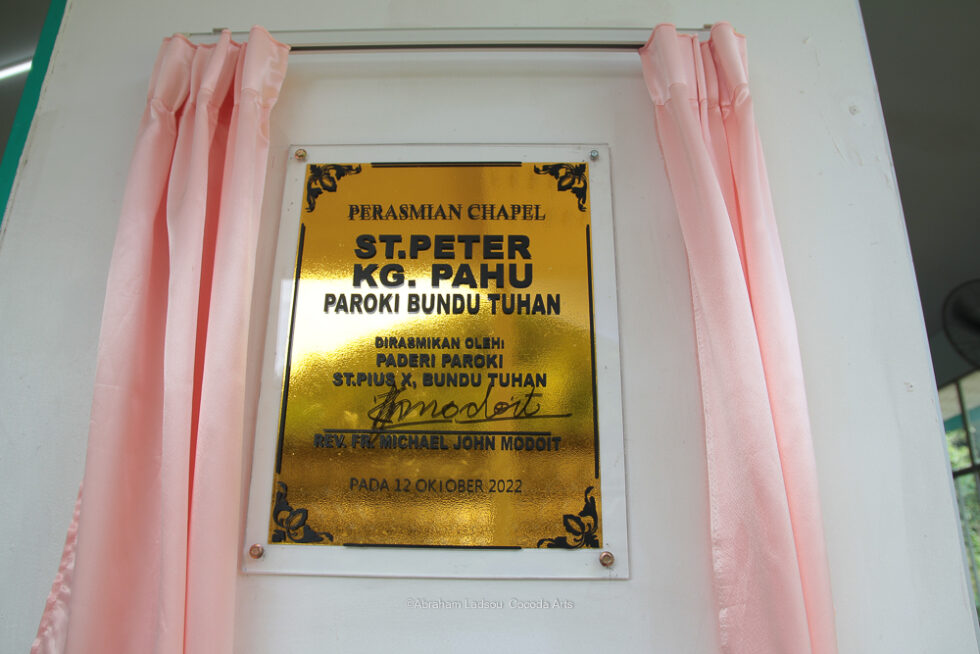 PERASMIAN CHAPEL
ST.PETER
KG. PAHU
PAROKI BUNDU TUHAN
DIRASMIKAN OLEH:
PADERI PAROKI
ST.PIUS X, BUNDU TUHAN
REV. FR. MICHAEL JOHN MODOIT
PADA 12 OKTOBER 2022
©Abraham Ladsou Cocoda Arts